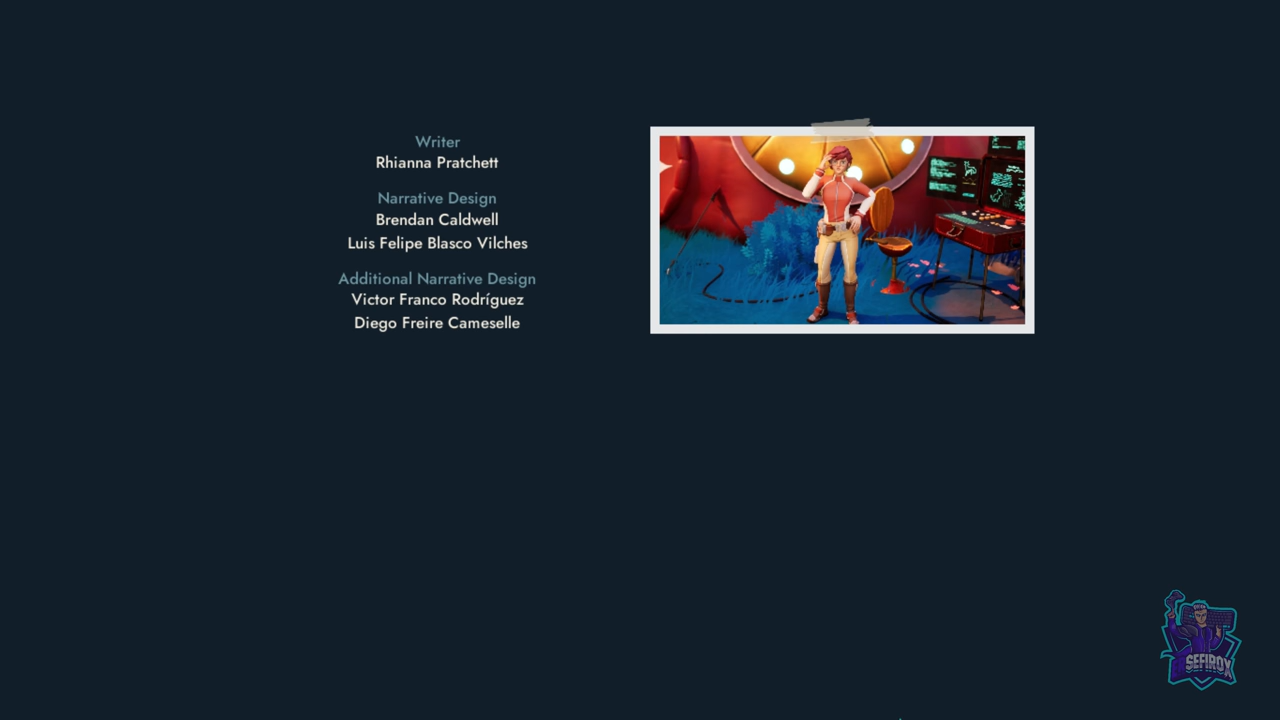 Writer
Rhianna Pratchett
Narrative Design
Brendan Caldwell
Luis Felipe Blasco Vilches
Additional Narrative Design
Victor Franco Rodríguez
Diego Freire Cameselle
SEFIROX